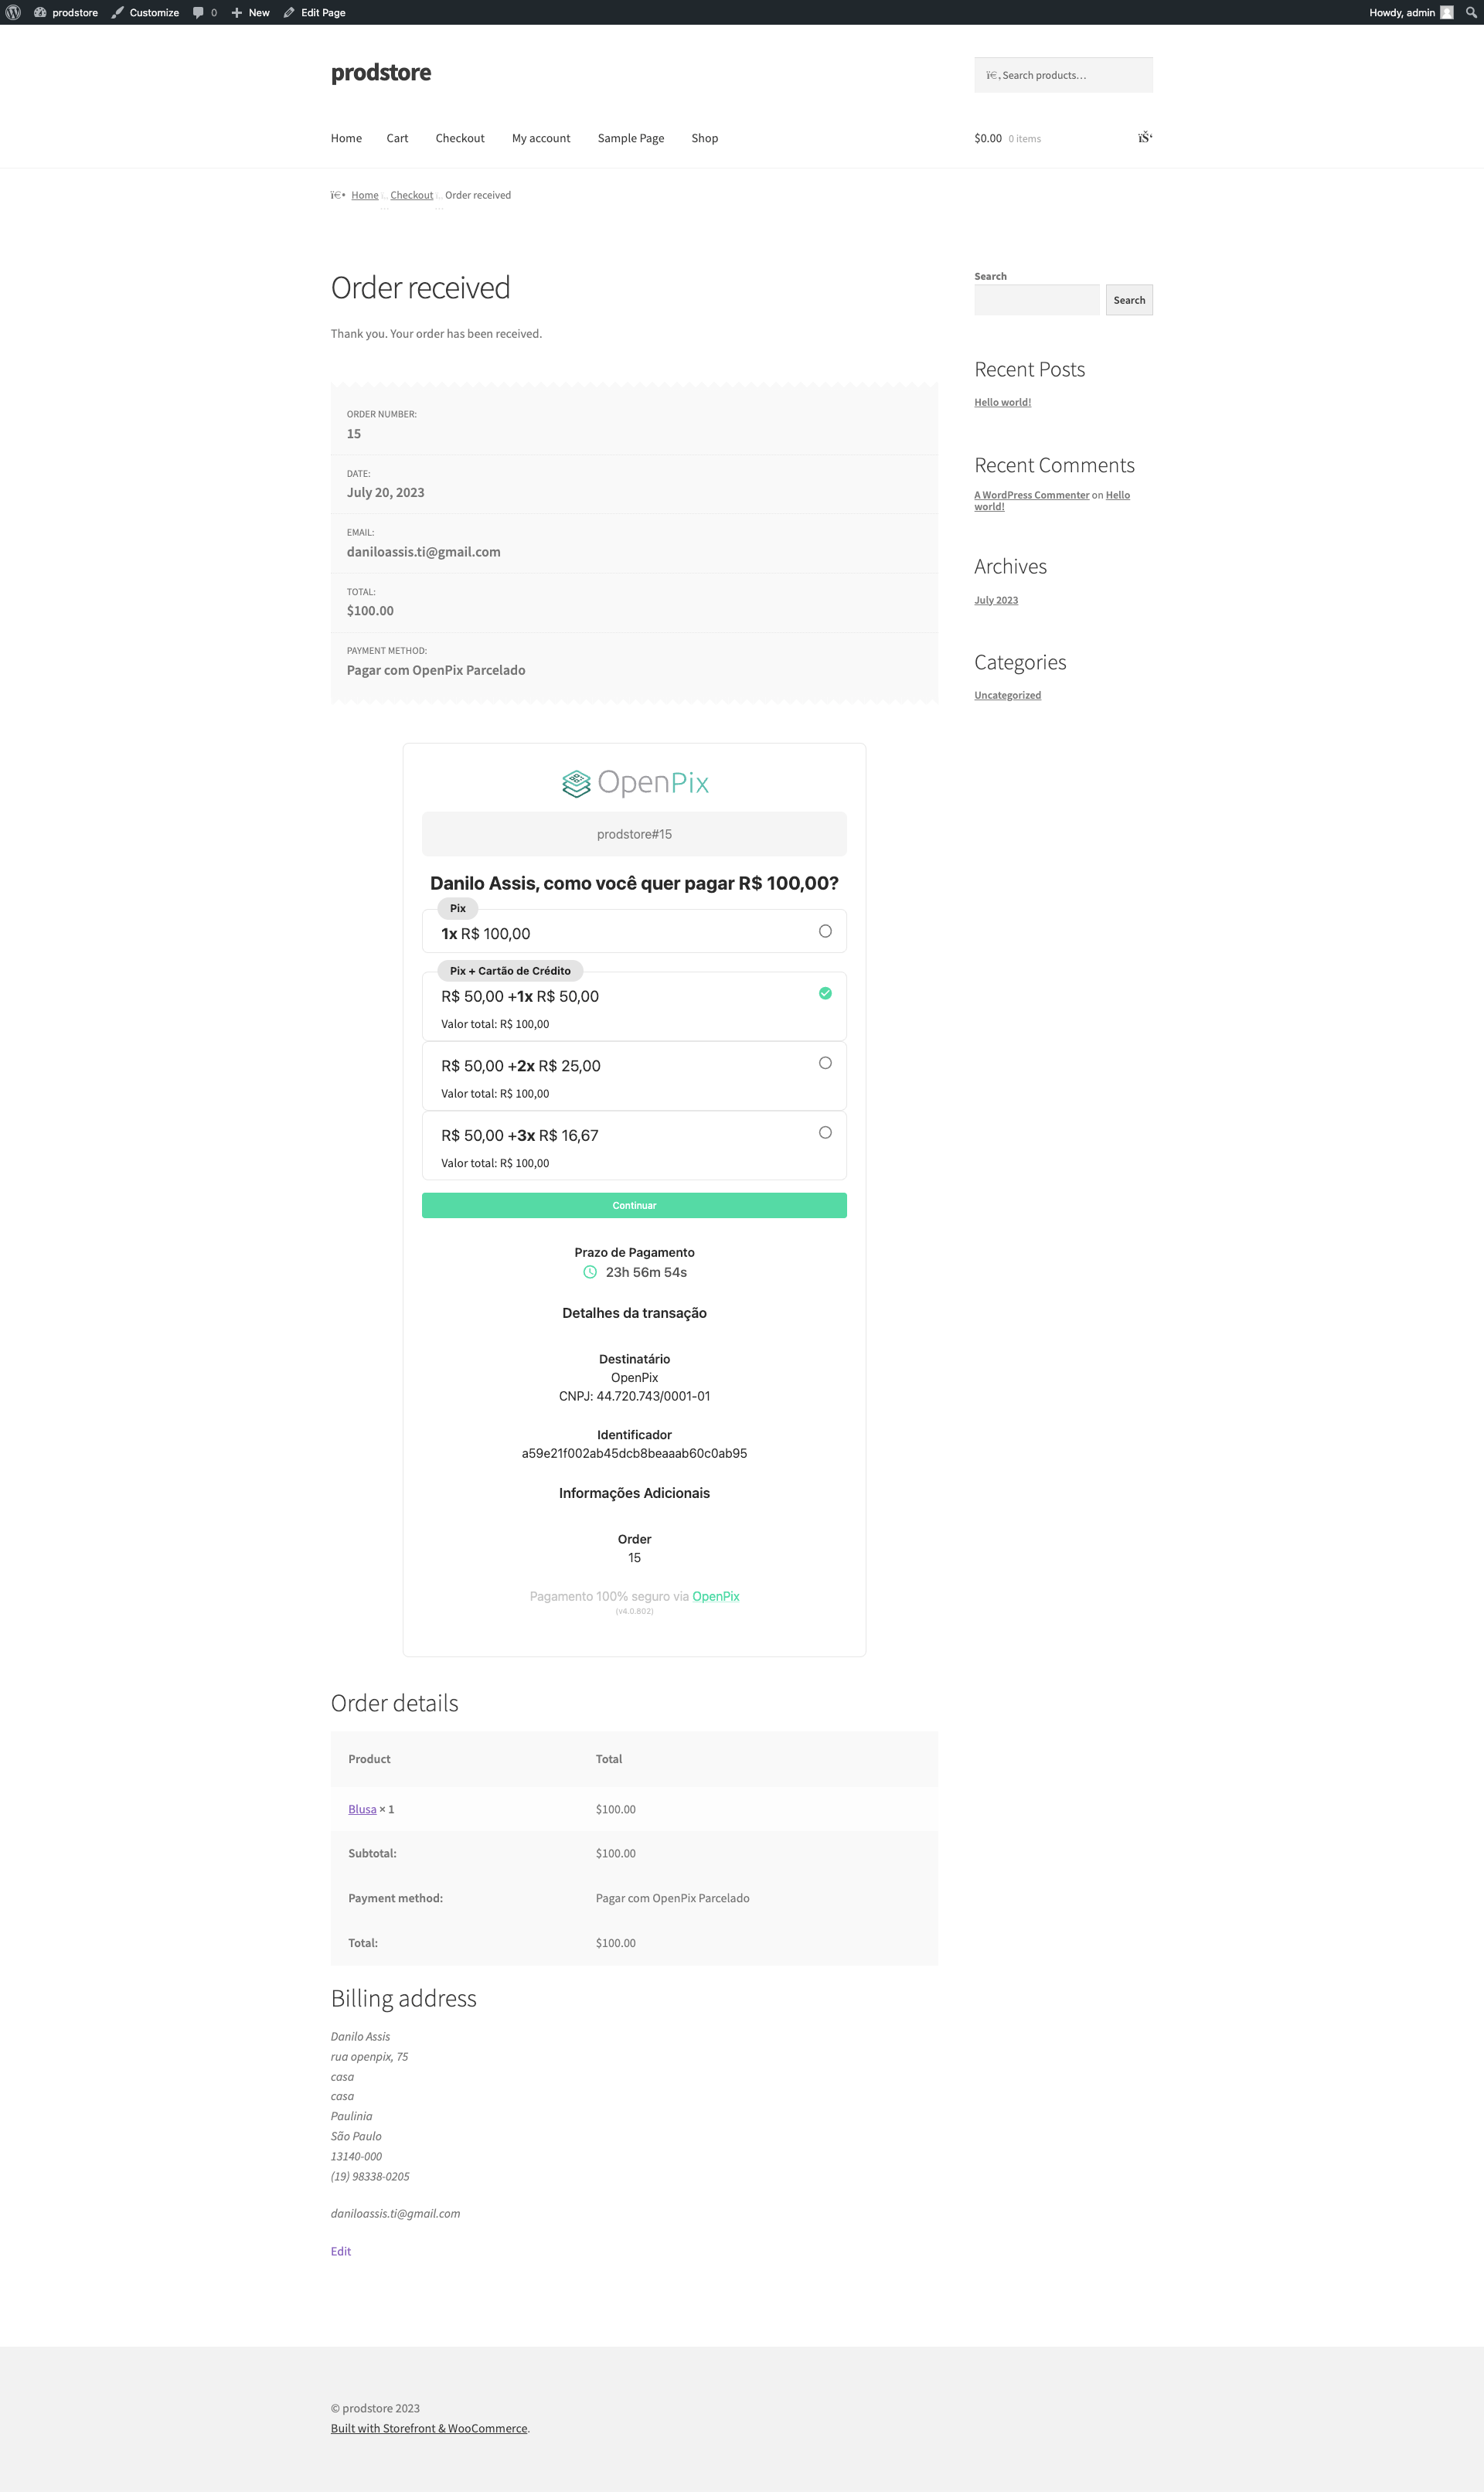 prodstore Customize 0 New Edit Page Howdy, admin
prodstore
Search products…
Home Cart Checkout My account Sample Page Shop
$0.00 0 items
Home Checkout Order received
Order received
Thank you. Your order has been received.
ORDER NUMBER:
15
DATE:
July 20, 2023
EMAIL:
daniloassis.ti@gmail.com
TOTAL:
$100.00
PAYMENT METHOD:
Pagar com OpenPix Parcelado
Search
Search
Recent Posts
Hello world!
Recent Comments
A WordPress Commenter on Hello
world!
Archives
July 2023
Categories
Uncategorized
OpenPix
prodstore#15
Danilo Assis, como você quer pagar R$ 100,00?
Pix
1x R$ 100,00
Pix + Cartão de Crédito
R$ 50,00 +1x R$ 50,00
Valor total: R$ 100,00
R$ 50,00 +2x R$ 25,00
Valor total: R$ 100,00
R$ 50,00 +3x R$ 16,67
Valor total: R$ 100,00
Continuar
Prazo de Pagamento
23h 56m 54s
Detalhes da transação
Destinatário
OpenPix
CNPJ: 44.720.743/0001-01
Identificador
a59e21f002ab45dcb8beaaab60c0ab95
Informações Adicionais
Order
15
Pagamento 100% seguro via OpenPix
(v4.0.802)
Order details
Product Total
Blusa × 1 $100.00
Subtotal: $100.00
Payment method: Pagar com OpenPix Parcelado
Total: $100.00
Billing address
Danilo Assis
rua openpix, 75
casa
casa
Paulinia
São Paulo
13140-000
(19) 98338-0205
daniloassis.ti@gmail.com
Edit
© prodstore 2023
Built with Storefront & WooCommerce.